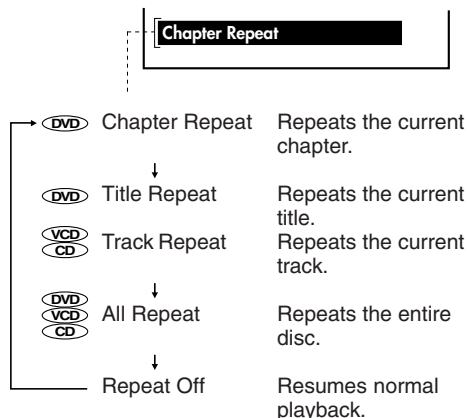 Chapter Repeat
DVD Chapter Repeat Repeats the current
chapter.
DVD Title Repeat Repeats the current
title.
VCD
CD Track Repeat Repeats the current
track.
DVD
VCD All Repeat Repeats the entire
CD disc.
Repeat Off Resumes normal
playback.